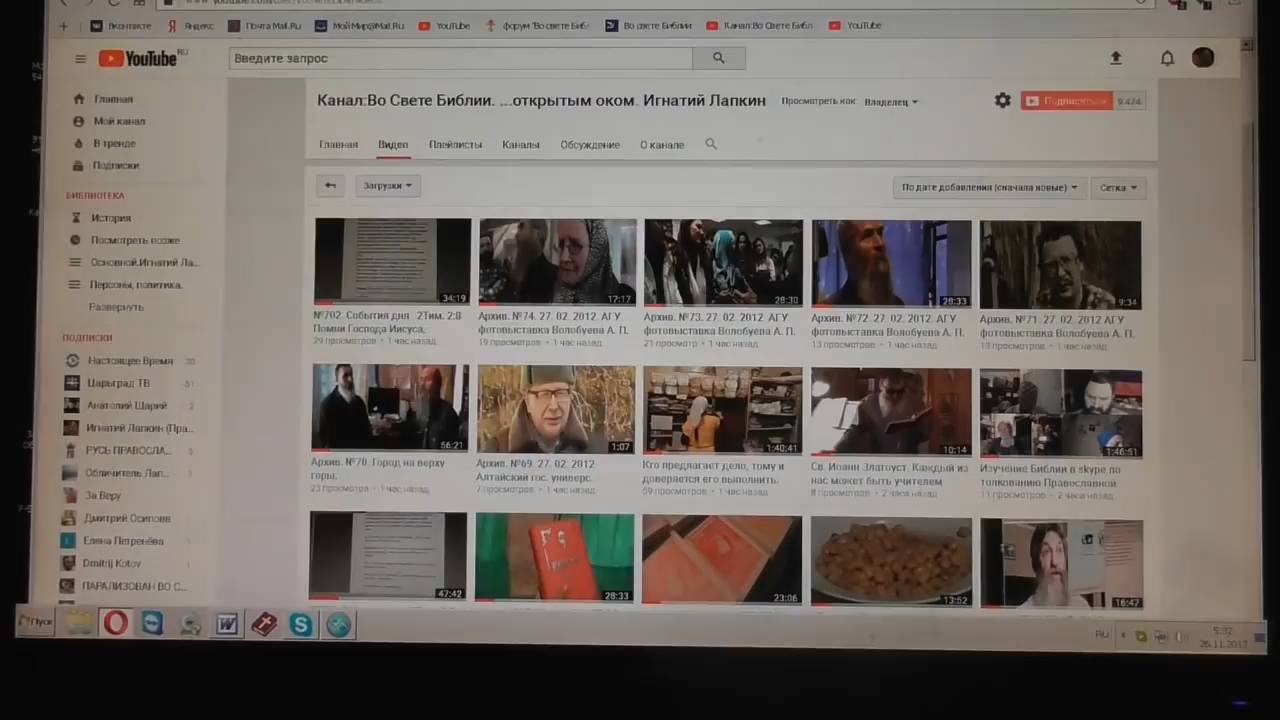 Вконтакте Яндекс Почта Mail.Ru МойМир@Mail.Ru YouTube форум "Во свете Биб Во свете Библии Канал:Во Свете Библ YouTube
YouTube RU Введите запрос
Главная
Мой канал
В тренде
Подписки
БИБЛИОТЕКА
История
Посмотреть позже
Основной.Игнатий Ла...
Персоны, политика.
Развернуть
ПОДПИСКИ
Настоящее Время
Царьград ТВ 51
Анатолий Шарий 2
Игнатий Лапкин (Пра...
РУСЬ ПРАВОСЛА...
Обличитель Лап...
За Веру
Дмитрий Осиповв
Елена Петренёва
Dmitrij Kotov
ПАРАЛИЗОВАН ВО С...
Канал:Во Свете Библии. ...открытым оком. Игнатий Лапкин Просмотреть как: Владелец
Подписаться
Главная Видео Плейлисты Каналы Обсуждение О канале
Загрузки По дате добавления (сначала новые) Сетка
34:19 17:17 28:30 28:33 9:34
№702. События дня 2Тим. 2:8
Помни Господа Иисуса,
29 просмотров • 1 час назад
Архив. №74. 27. 02. 2012. АГУ
фотовыставка Волобуева А. П.
19 просмотров • 1 час назад
Архив. №73. 27. 02. 2012. АГУ
фотовыставка Волобуева А. П.
21 просмотр • 1 час назад
Архив. №72. 27. 02. 2012. АГУ
фотовыставка Волобуева А. П.
13 просмотров • 1 час назад
Архив. №71. 27. 02. 2012. АГУ
фотовыставка Волобуева А. П.
13 просмотров • 1 час назад
56:21 1:07 1:40:41 10:14 1:46:51
Архив. №70. Город на верху
горы.
23 просмотров • 1 час назад
Архив. №69. 27. 02. 2012
Алтайский гос. универс.
7 просмотров • 1 час назад
Кто предлагает дело, тому и
доверяется его выполнить.
59 просмотров • 1 час назад
Св. Иоанн Златоуст. Каждый из
нас может быть учителем
8 просмотров • 2 часа назад
Изучение Библии в skype по
толкованию Православной
11 просмотров • 2 часа назад
47:42 28:33 23:06 13:52 16:47
Пуск RU 5:32
26.11.2017